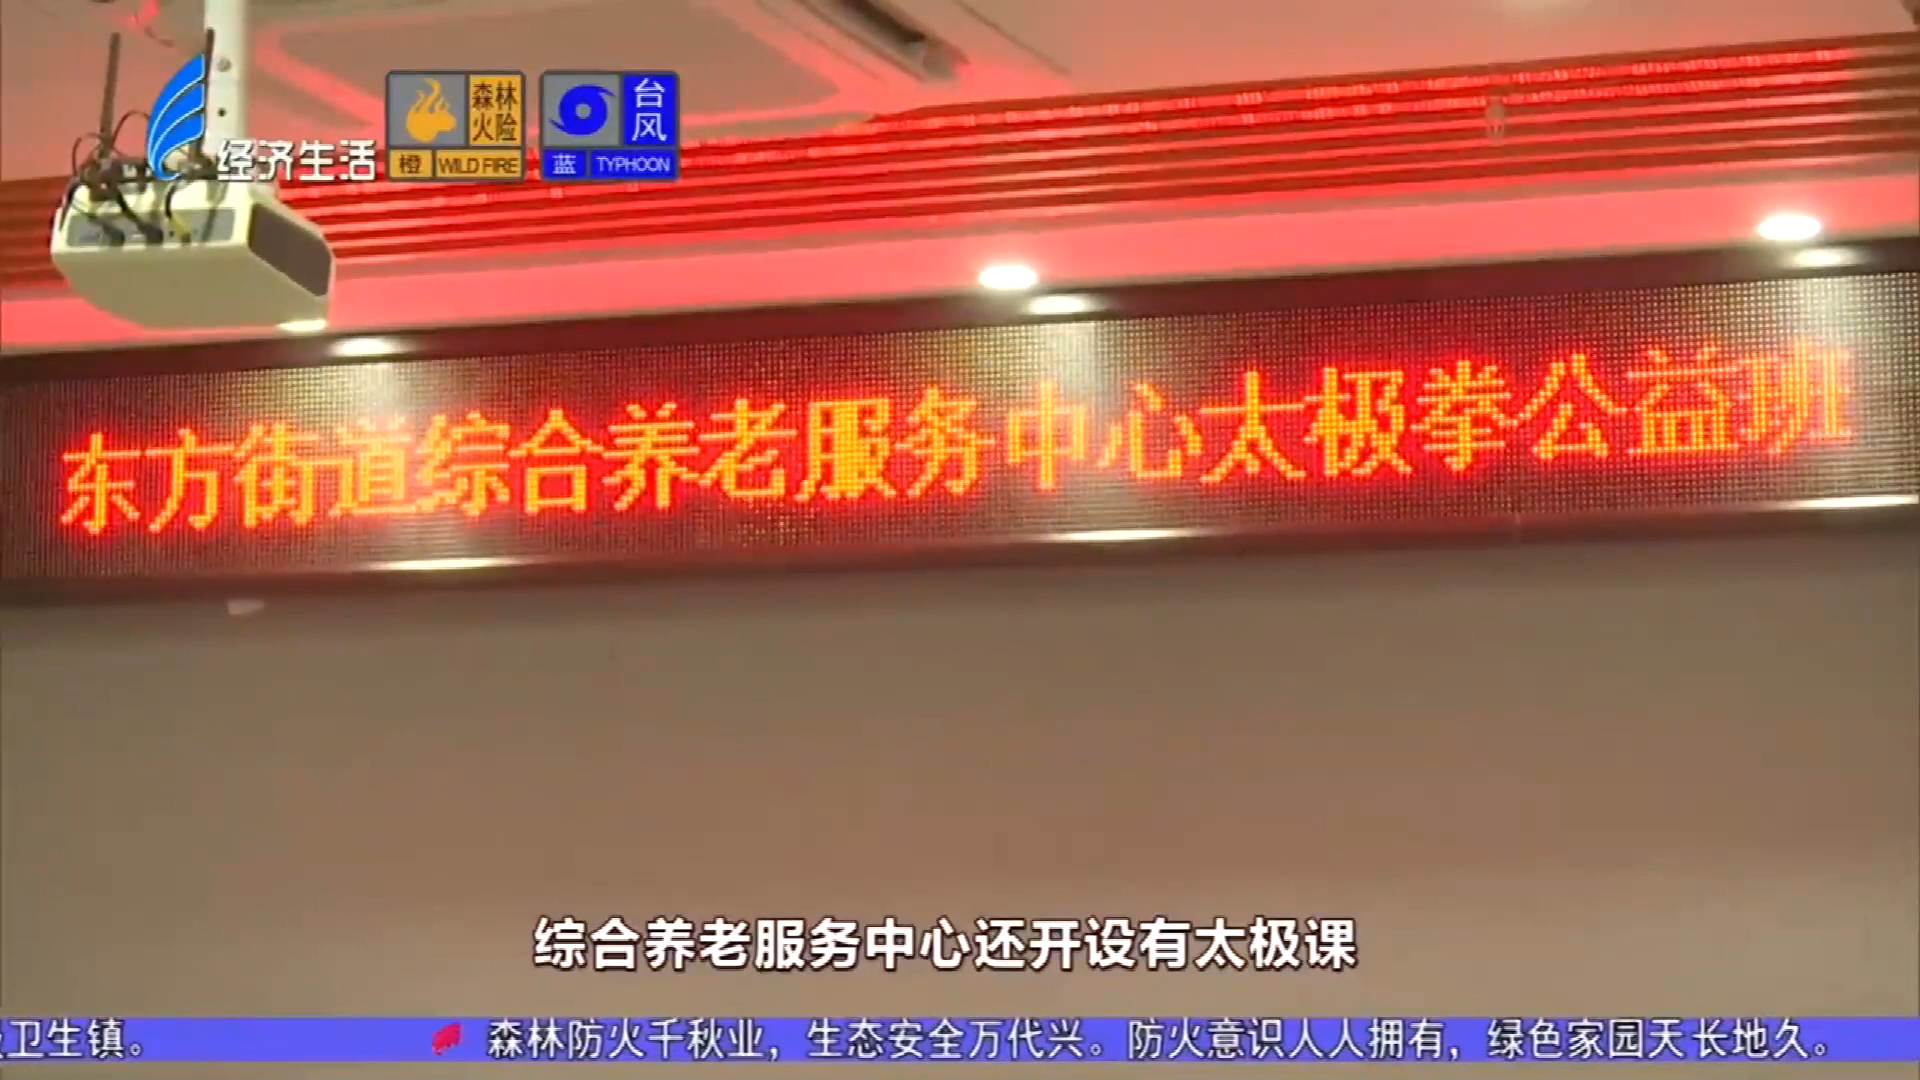 经济生活
森林火险
橙 WILD FIRE
台风
蓝 TYPHOON
东方街道综合养老服务中心太极拳公益班
综合养老服务中心还开设有太极课
卫生镇。 森林防火千秋业，生态安全万代兴。防火意识人人拥有，绿色家园天长地久。